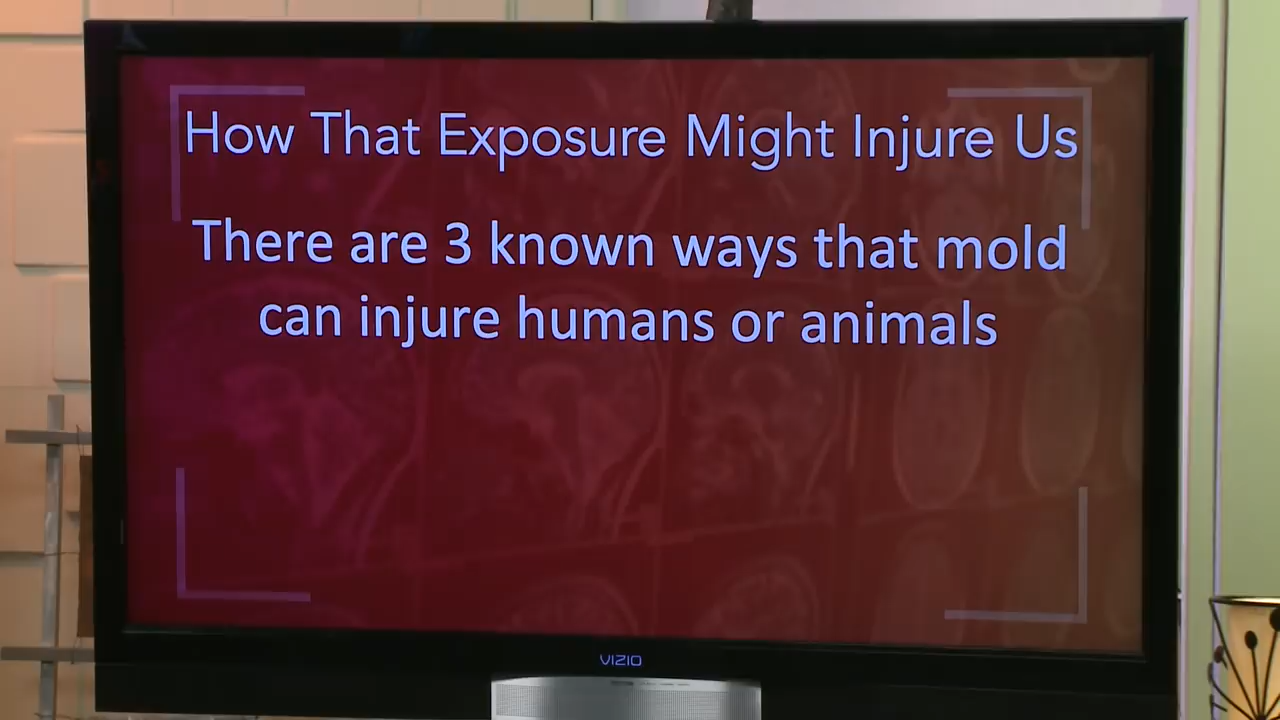 How That Exposure Might Injure Us
There are 3 known ways that mold
can injure humans or animals
VIZIO